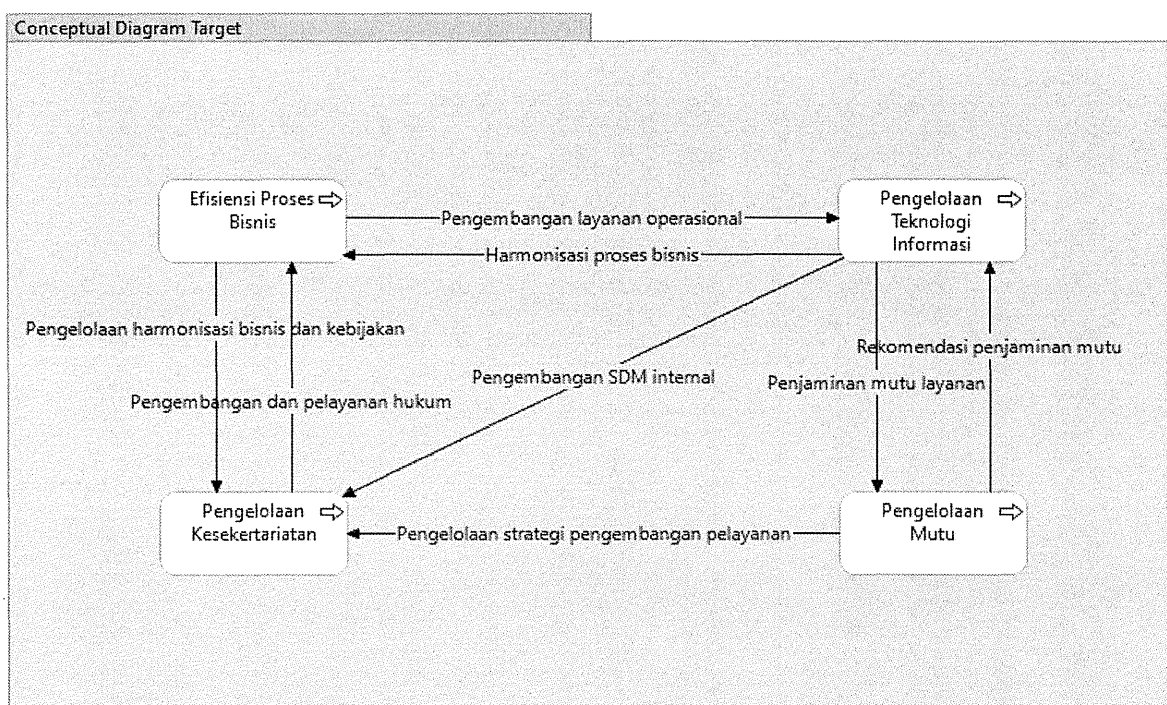 Conceptual Diagram Target
Efisiensi Proses
Bisnis
Pengelolaan
Teknologi
Informasi
Pengembangan layanan operasional
Harmonisasi proses bisnis
Pengelolaan harmonisasi bisnis dan kebijakan
Rekomendasi penjaminan mutu
Pengembangan SDM internal
Penjaminan mutu layanan
Pengembangan dan pelayanan hukum
Pengelolaan
Kesekertariatan
Pengelolaan strategi pengembangan pelayanan
Pengelolaan
Mutu